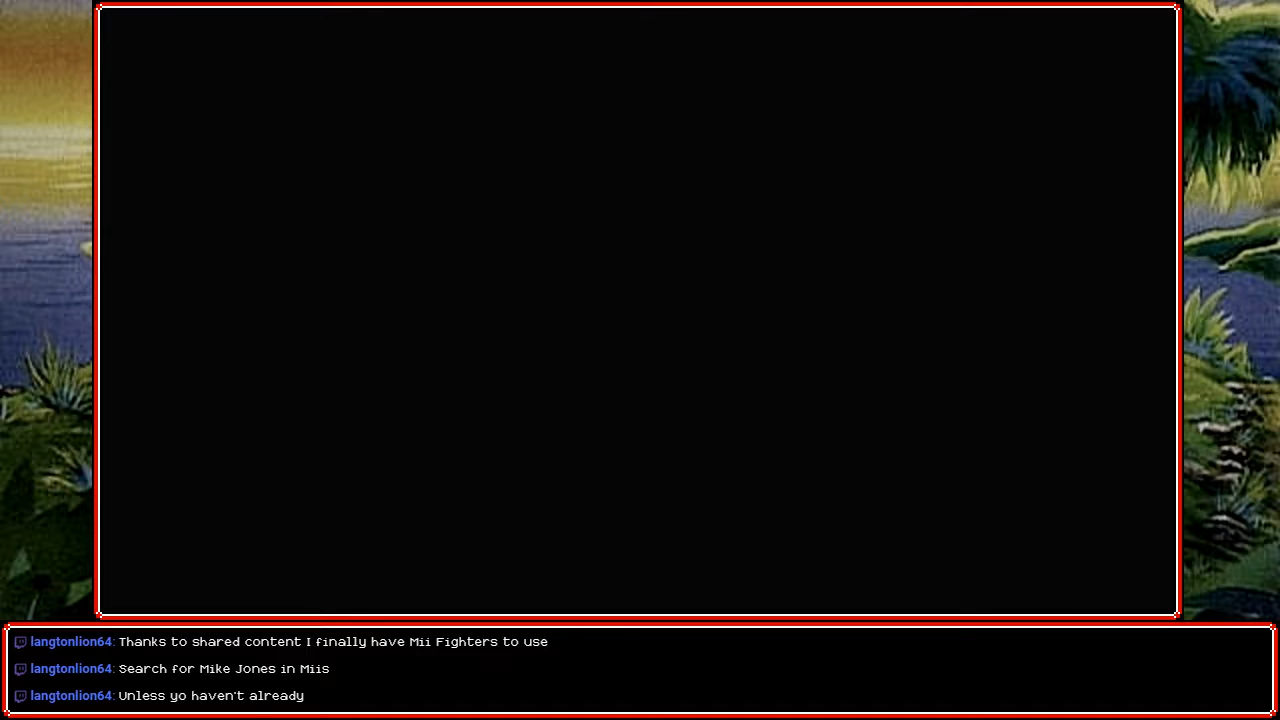 langtonlion64: Thanks to shared content I finally have Mii Fighters to use
langtonlion64: Search for Mike Jones in Miis
langtonlion64: Unless yo haven't already